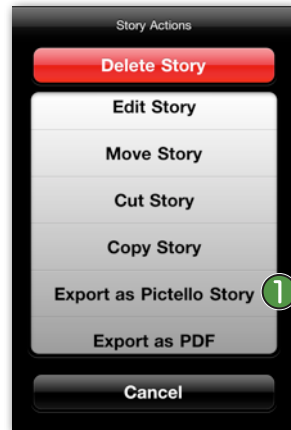 Story Actions
Delete Story
Edit Story
Move Story
Cut Story
Copy Story
Export as Pictello Story 1
Export as PDF
Cancel